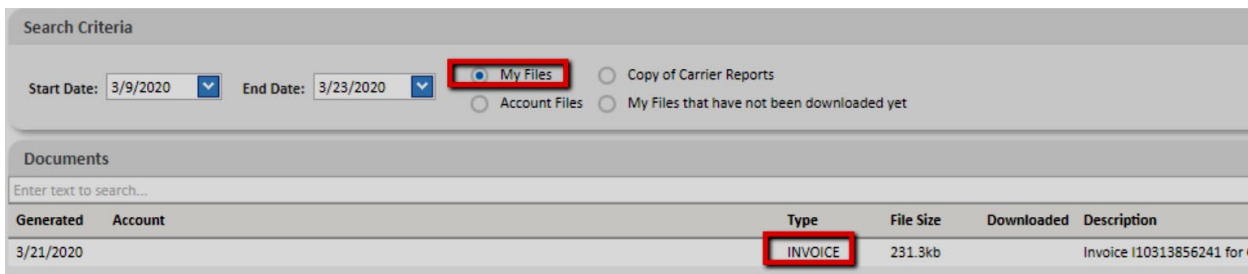 Search Criteria
Start Date: 3/9/2020 End Date: 3/23/2020 My Files Copy of Carrier Reports
Account Files My Files that have not been downloaded yet
Documents
Enter text to search...
Generated Account Type File Size Downloaded Description
3/21/2020 INVOICE 231.3kb Invoice I10313856241 for